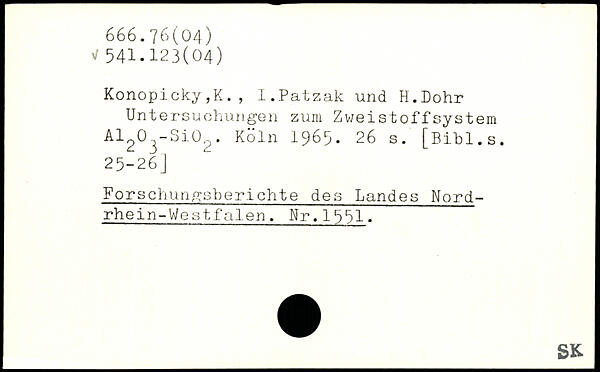 666.76(04)
√ 541.123(04)
Konopicky,K., I.Patzak und H.Dohr
Untersuchungen zum Zweistoffsystem
Al₂O₃-SiO₂. Köln 1965. 26 s. [Bibl.s.
25-26]
Forschungsberichte des Landes Nord-
rhein-Westfalen. Nr.1551.
SK